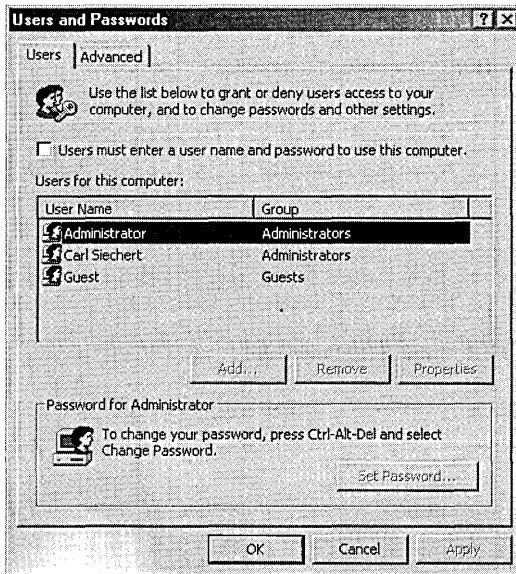 Users and Passwords
Users Advanced
Use the list below to grant or deny users access to your
computer, and to change passwords and other settings.
Users must enter a user name and password to use this computer.
Users for this computer:
User Name Group
Administrator Administrators
Carl Siechert Administrators
Guest Guests
Add... Remove Properties
Password for Administrator
To change your password, press Ctrl-Alt-Del and select
Change Password.
Set Password...
OK Cancel Apply